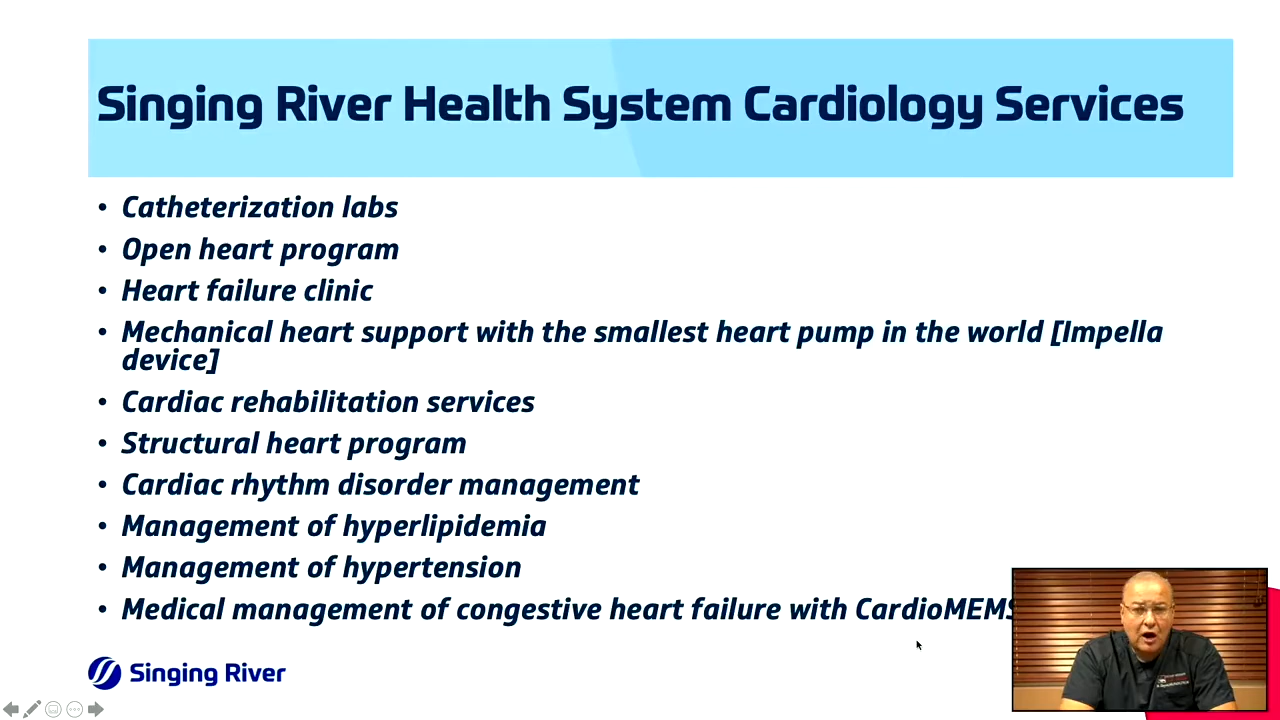 Singing River Health System Cardiology Services
• Catheterization labs
• Open heart program
• Heart failure clinic
• Mechanical heart support with the smallest heart pump in the world [Impella
device]
• Cardiac rehabilitation services
• Structural heart program
• Cardiac rhythm disorder management
• Management of hyperlipidemia
• Management of hypertension
• Medical management of congestive heart failure with CardioMEMS
Singing River